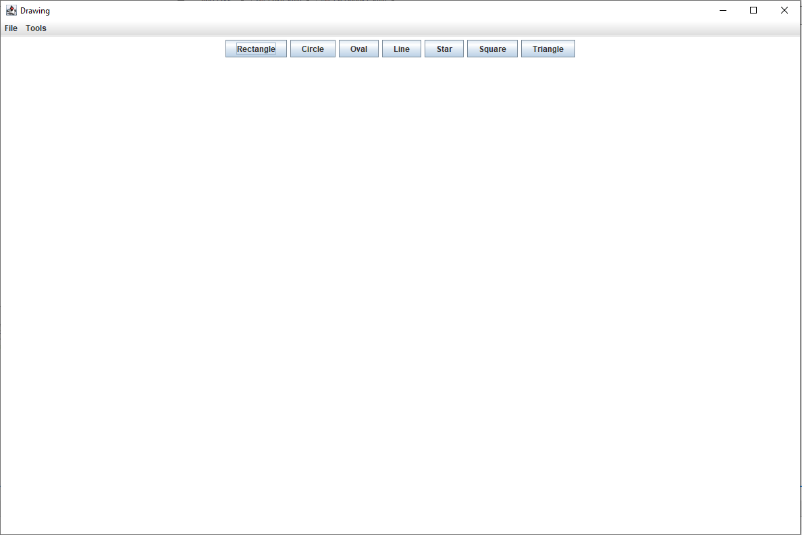 Drawing
File Tools
Rectangle Circle Oval Line Star Square Triangle